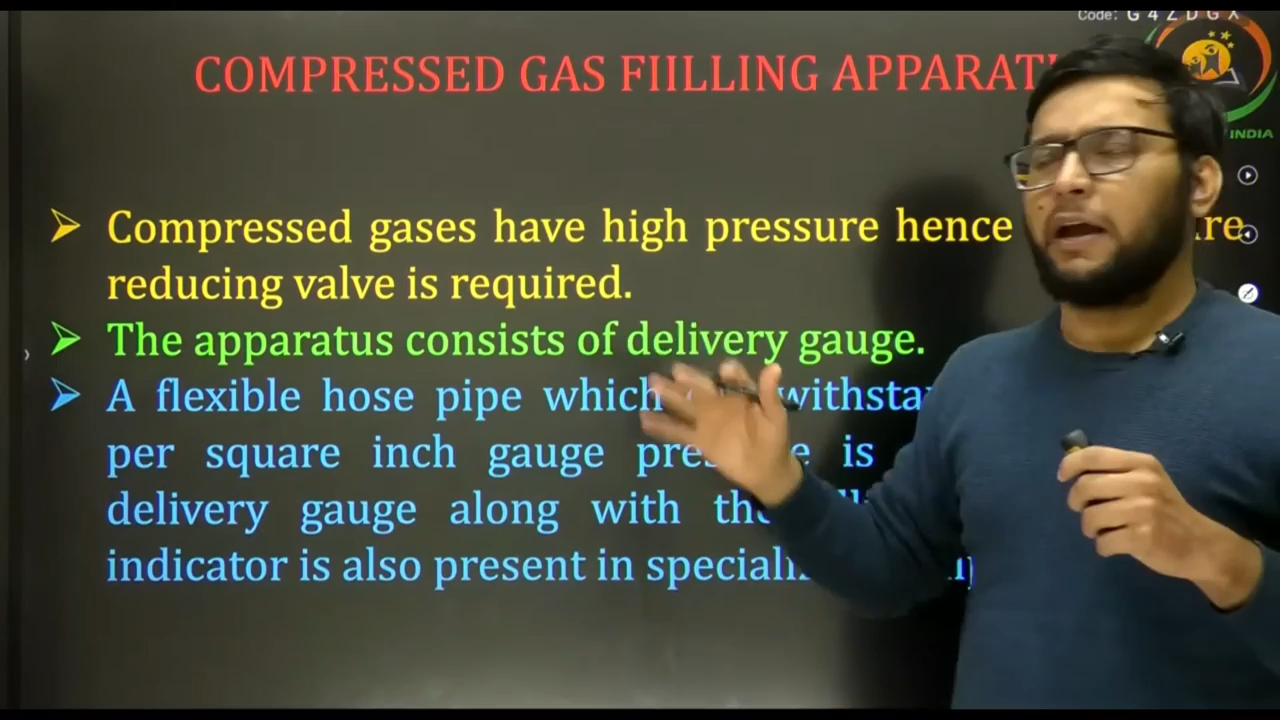 Code: G 4 Z D G X
COMPRESSED GAS FIILLING APPARAT
INDIA
Compressed gases have high pressure hence re
reducing valve is required.
The apparatus consists of delivery gauge.
A flexible hose pipe which withsta
per square inch gauge pre e is
delivery gauge along with the
indicator is also present in speciali